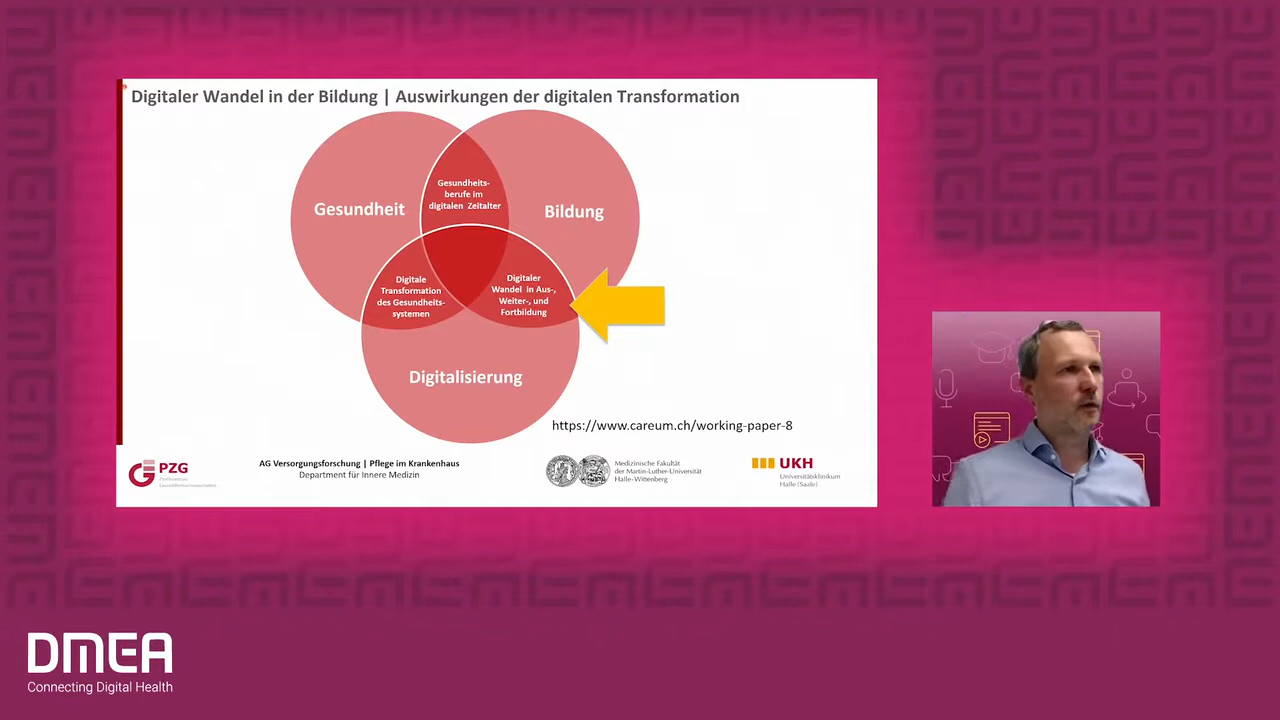 Digitaler Wandel in der Bildung | Auswirkungen der digitalen Transformation
Gesundheit
Gesundheits-
berufe im
digitalen Zeitalter
Bildung
Digitale
Transformation
des Gesundheits-
systemen
Digitaler
Wandel in Aus-,
Weiter-, und
Fortbildung
Digitalisierung
https://www.careum.ch/working-paper-8
PZG
AG Versorgungsforschung | Pflege im Krankenhaus
Department für Innere Medizin
Medizinische Fakultät
der Martin-Luther-Universität
Halle-Wittenberg
UKH
Universitätsklinikum
Halle (Saale)
DMEA
Connecting Digital Health